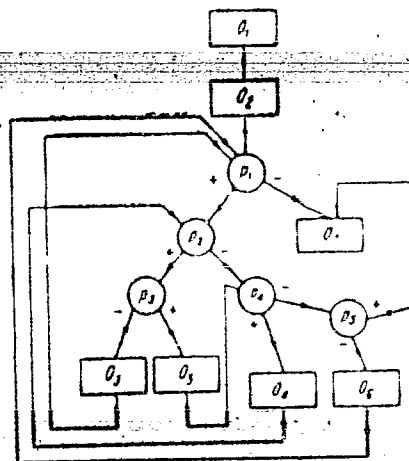 O₁
O₂
P₁
+ -
P₂ O
+ -
P₃ P₄
- + + - P₅ +
-
O₃ O₅ O₄ O₆